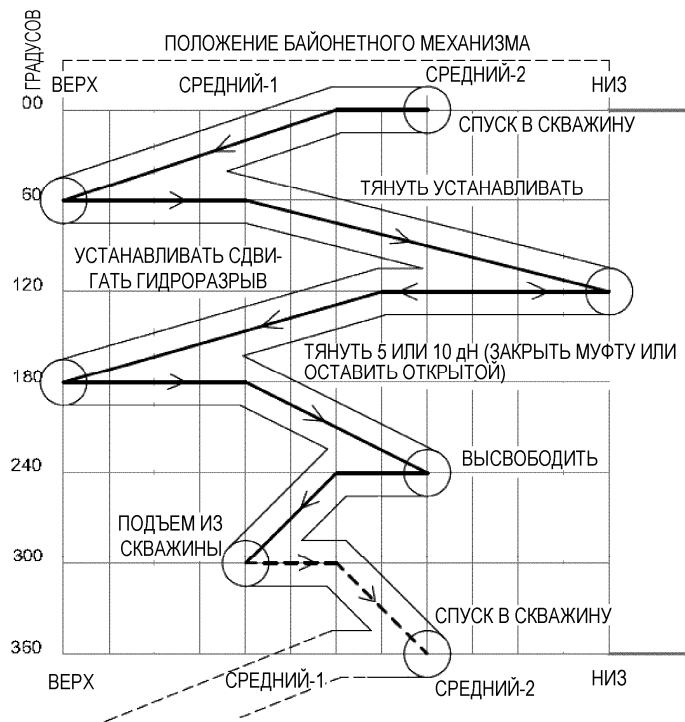 ПОЛОЖЕНИЕ БАЙОНЕТНОГО МЕХАНИЗМА
ГРАДУСОВ
ВЕРХ
СРЕДНИЙ-1
СРЕДНИЙ-2
НИЗ
00
СПУСК В СКВАЖИНУ
ТЯНУТЬ УСТАНАВЛИВАТЬ
60
УСТАНАВЛИВАТЬ СДВИ-
ГАТЬ ГИДРОРАЗРЫВ
120
ТЯНУТЬ 5 ИЛИ 10 дН (ЗАКРЫТЬ МУФТУ ИЛИ
ОСТАВИТЬ ОТКРЫТОЙ)
180
ВЫСВОБОДИТЬ
240
ПОДЪЕМ ИЗ
СКВАЖИНЫ
300
СПУСК В СКВАЖИНУ
360
ВЕРХ
СРЕДНИЙ-1
СРЕДНИЙ-2
НИЗ